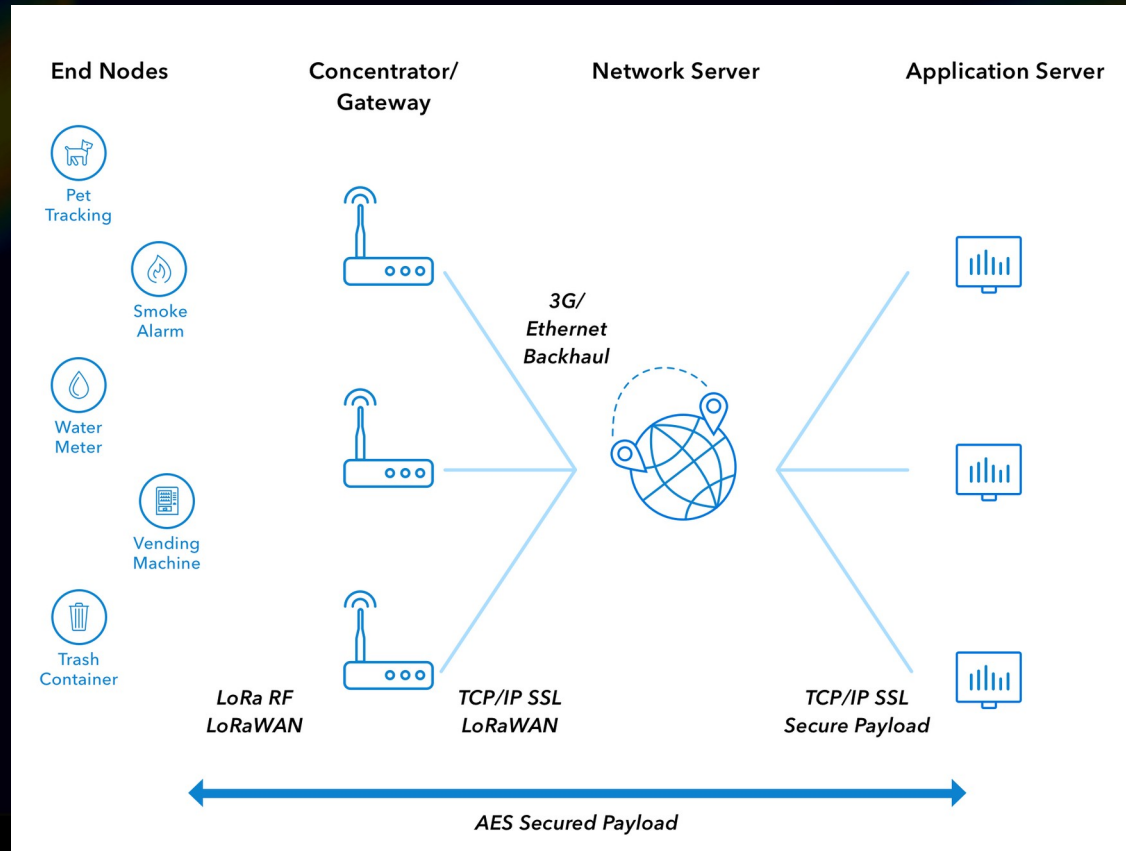 End Nodes
Concentrator/
Gateway
Network Server
Application Server
Pet
Tracking
Smoke
Alarm
Water
Meter
Vending
Machine
Trash
Container
3G/
Ethernet
Backhaul
LoRa RF
LoRaWAN
TCP/IP SSL
LoRaWAN
TCP/IP SSL
Secure Payload
AES Secured Payload